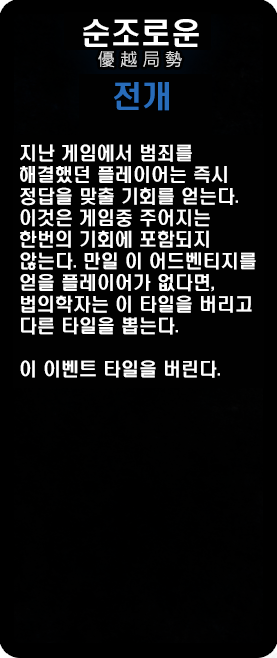 순조로운
優越局勢
전개
지난 게임에서 범죄를
해결했던 플레이어는 즉시
정답을 맞출 기회를 얻는다.
이것은 게임중 주어지는
한번의 기회에 포함되지
않는다. 만일 이 어드벤티지를
얻을 플레이어가 없다면,
법의학자는 이 타일을 버리고
다른 타일을 뽑는다.
이 이벤트 타일을 버린다.